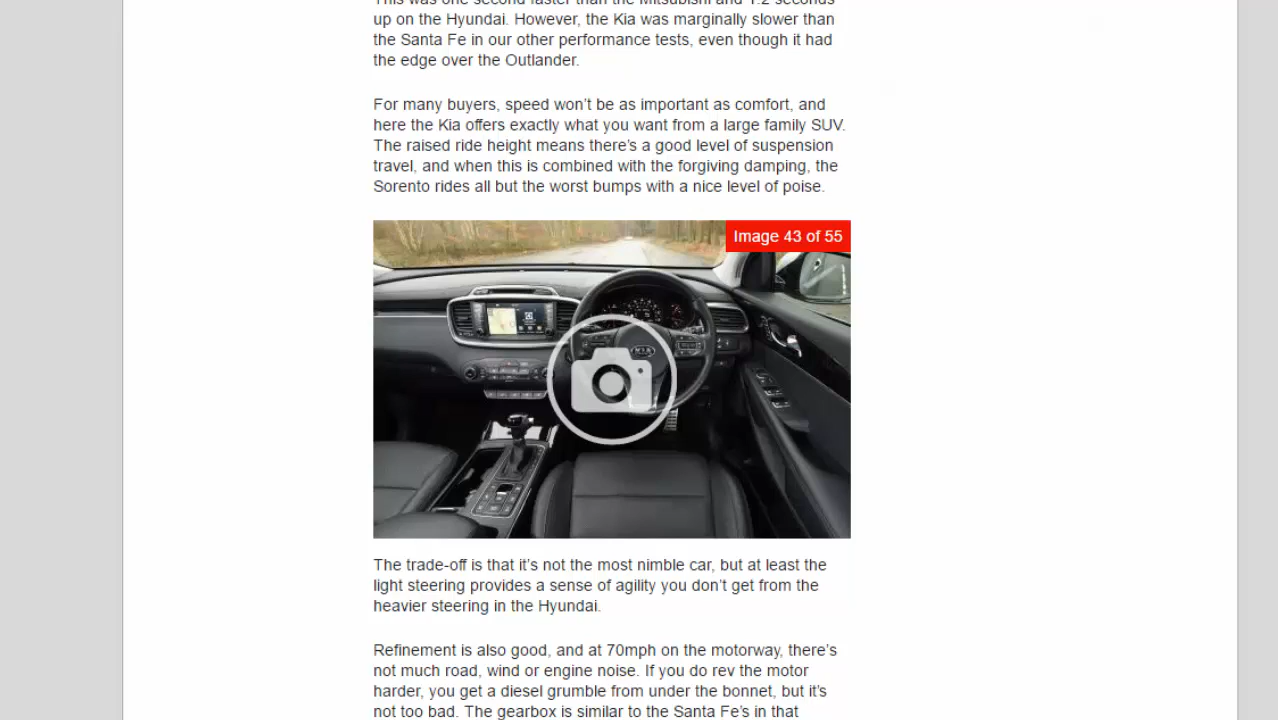 This was one second faster than the Mitsubishi and 1.2 seconds
up on the Hyundai. However, the Kia was marginally slower than
the Santa Fe in our other performance tests, even though it had
the edge over the Outlander.
For many buyers, speed won’t be as important as comfort, and
here the Kia offers exactly what you want from a large family SUV.
The raised ride height means there’s a good level of suspension
travel, and when this is combined with the forgiving damping, the
Sorento rides all but the worst bumps with a nice level of poise.
Image 43 of 55
KIA
The trade-off is that it’s not the most nimble car, but at least the
light steering provides a sense of agility you don’t get from the
heavier steering in the Hyundai.
Refinement is also good, and at 70mph on the motorway, there’s
not much road, wind or engine noise. If you do rev the motor
harder, you get a diesel grumble from under the bonnet, but it’s
not too bad. The gearbox is similar to the Santa Fe’s in that